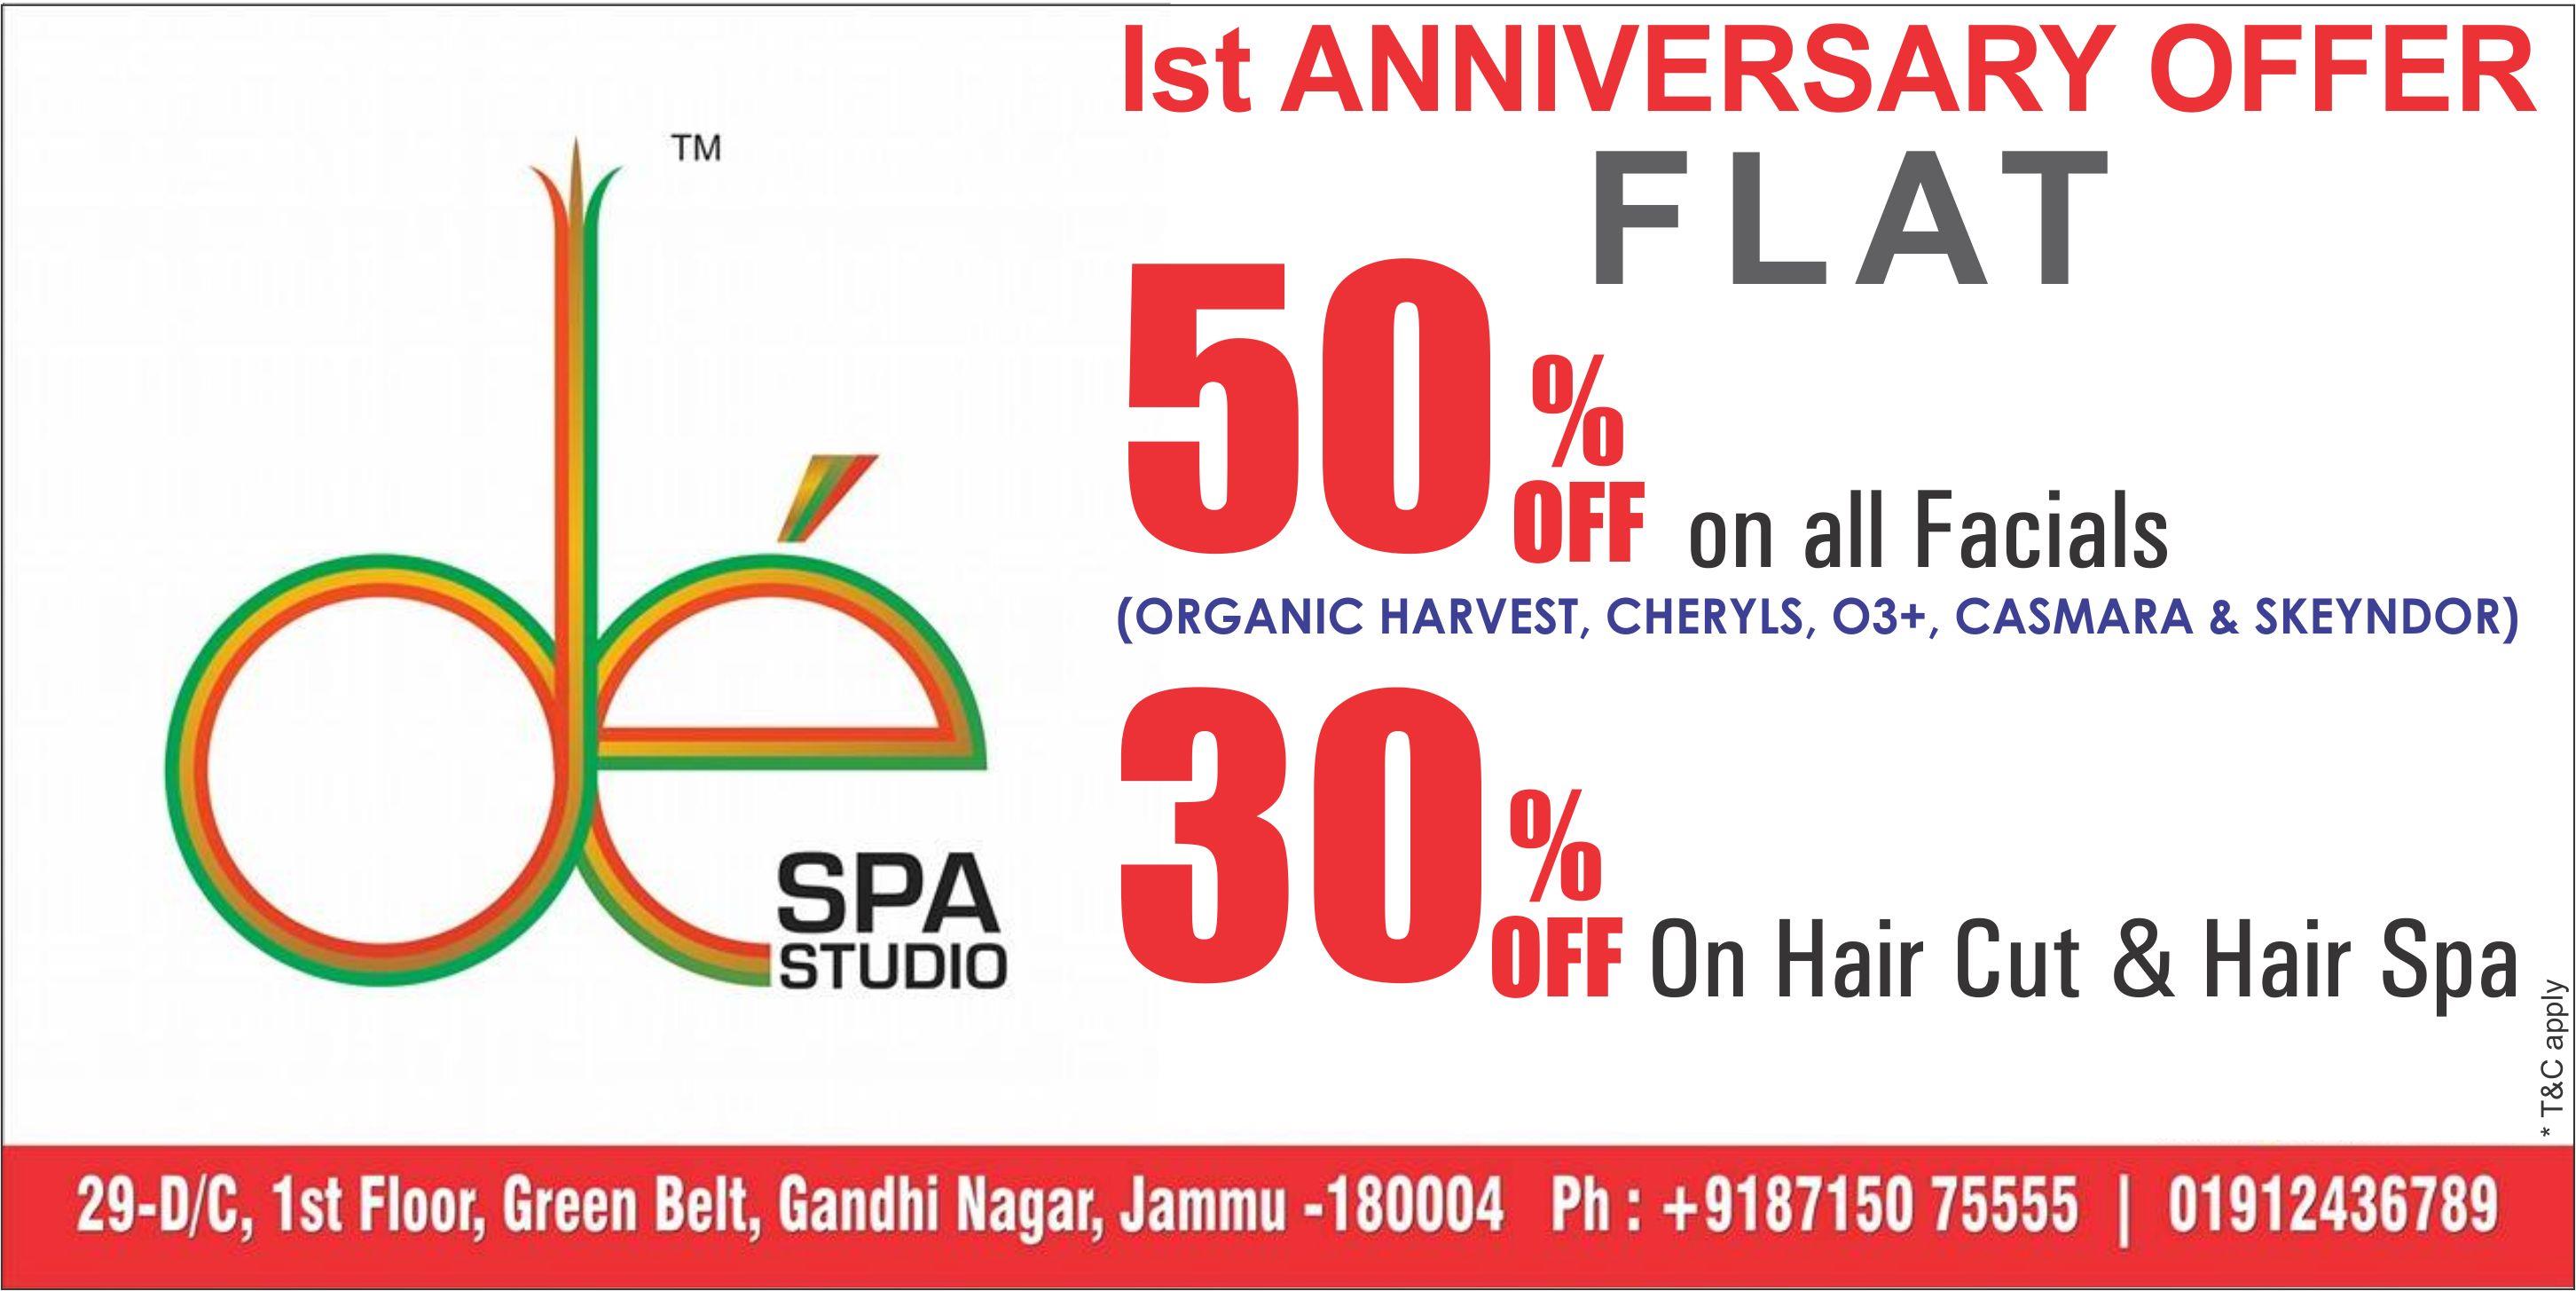 Ist ANNIVERSARY OFFER
FLAT
50% OFF on all Facials
(ORGANIC HARVEST, CHERYLS, O3+, CASMARA & SKEYNDOR)
30% OFF On Hair Cut & Hair Spa
* T&C apply
dé TM
SPA
STUDIO
29-D/C, 1st Floor, Green Belt, Gandhi Nagar, Jammu -180004 Ph : +9187150 75555 | 01912436789